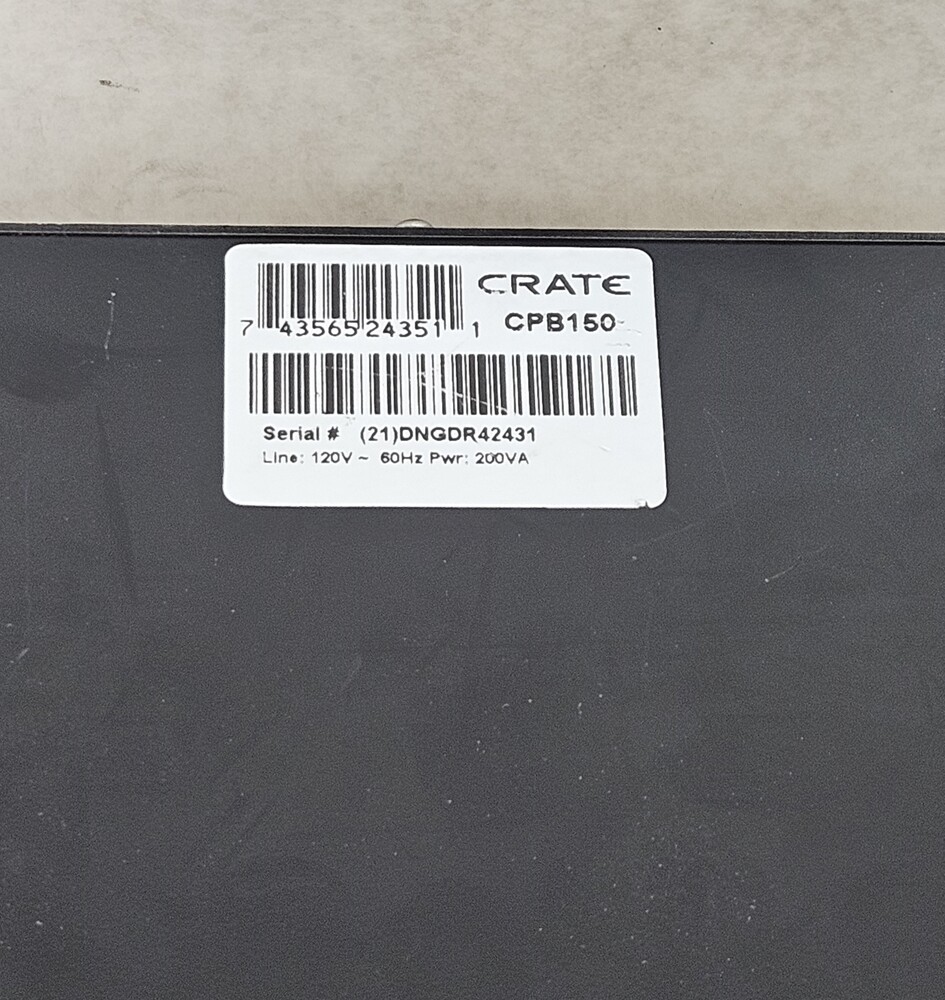 CRATE
7 43565 24351 1
CPB150
Serial # (21)DNGDR42431
Line: 120V ~ 60Hz Pwr: 200VA